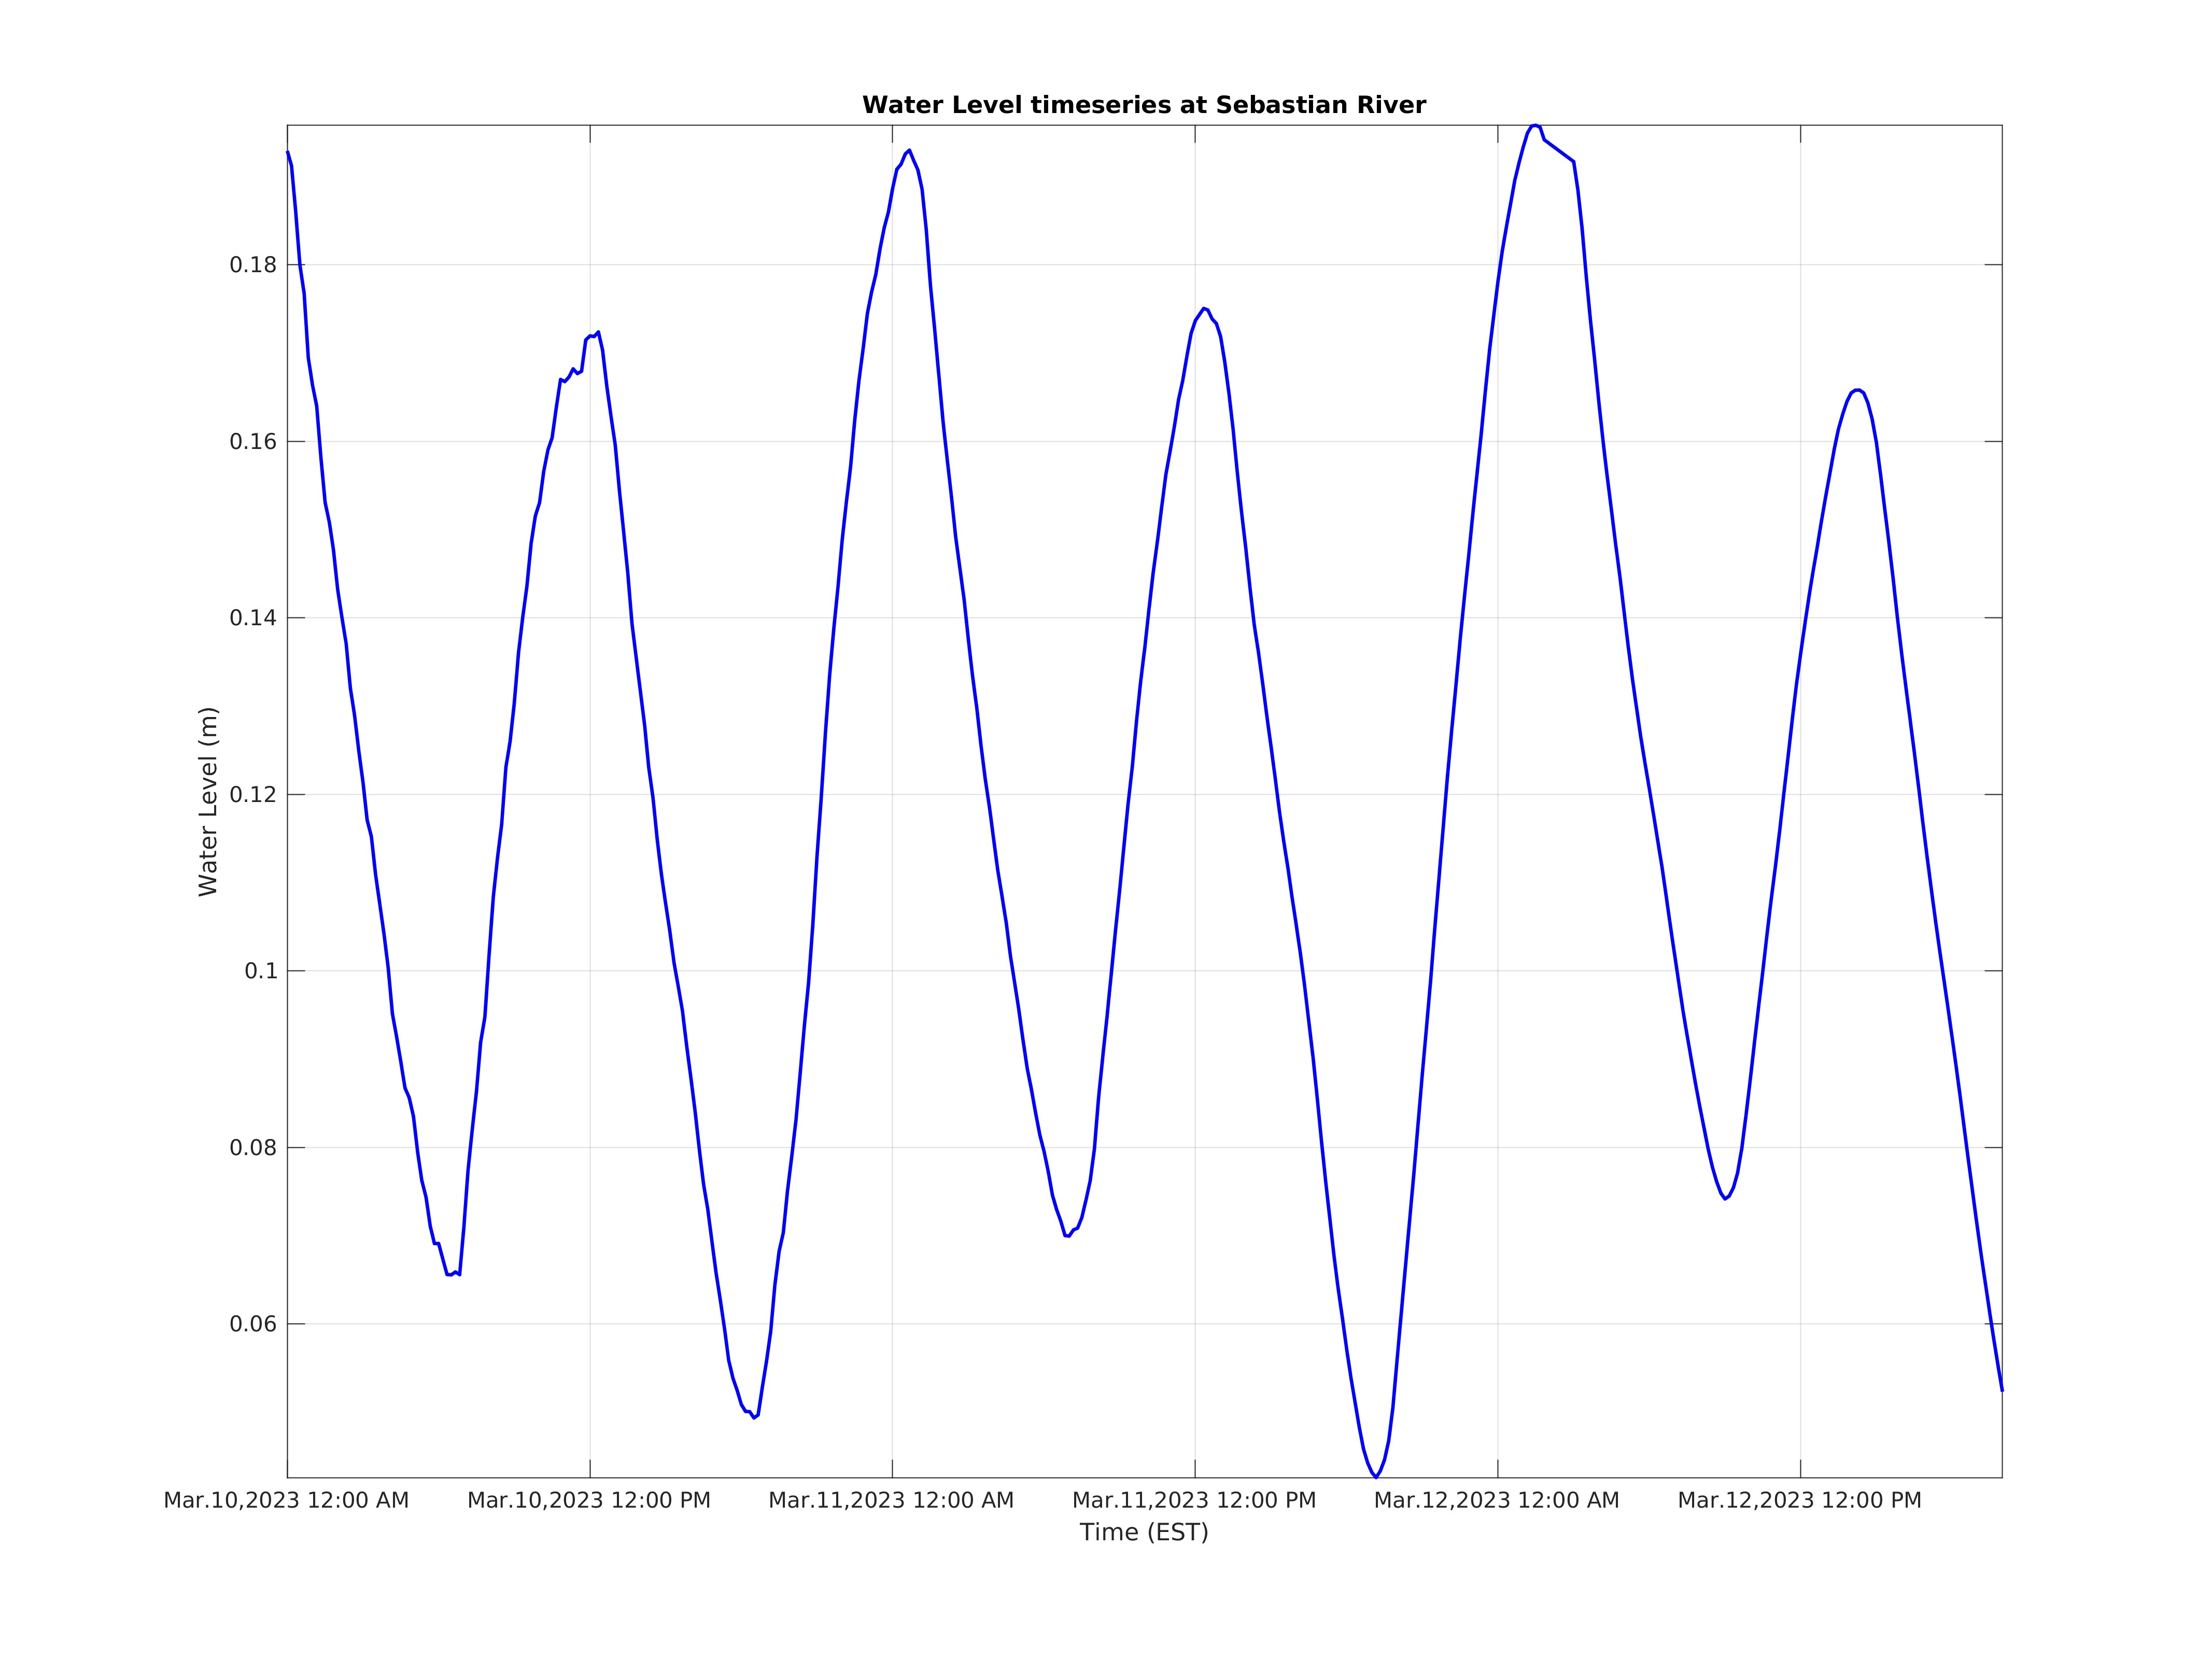 Water Level timeseries at Sebastian River
0.18
0.16
0.14
0.12
0.1
0.08
0.06
Water Level (m)
Mar.10,2023 12:00 AM Mar.10,2023 12:00 PM Mar.11,2023 12:00 AM Mar.11,2023 12:00 PM Mar.12,2023 12:00 AM Mar.12,2023 12:00 PM
Time (EST)